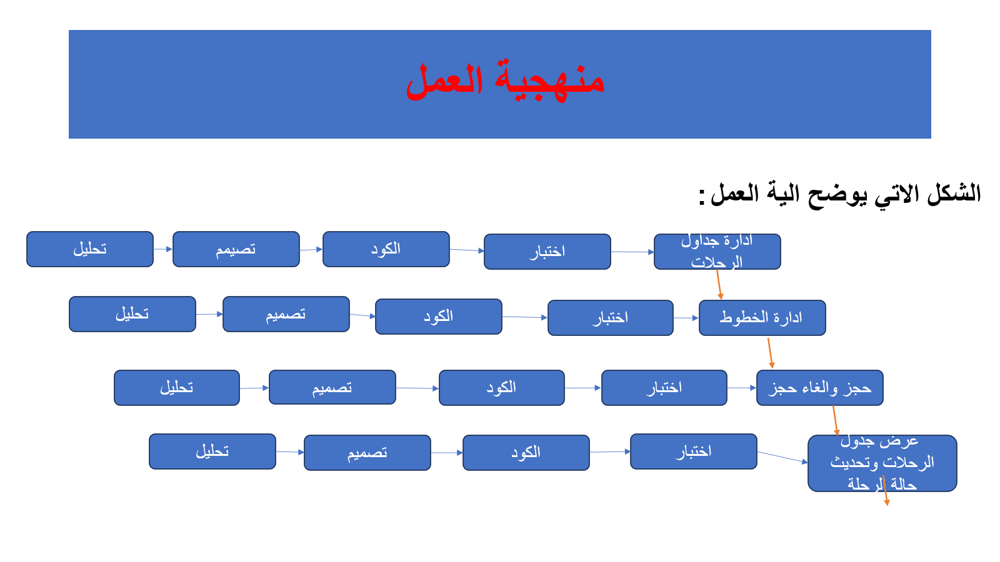 منهجية العمل
الشكل الاتي يوضح الية العمل :
تحليل
تصيمم
الكود
اختبار
ادارة جداول
الرحلات
تحليل
تصميم
الكود
اختبار
ادارة الخطوط
تحليل
تصميم
الكود
اختبار
حجز والغاء حجز
تحليل
تصميم
الكود
اختبار
عرض جدول
الرحلات وتحديث
حالة الرحلة